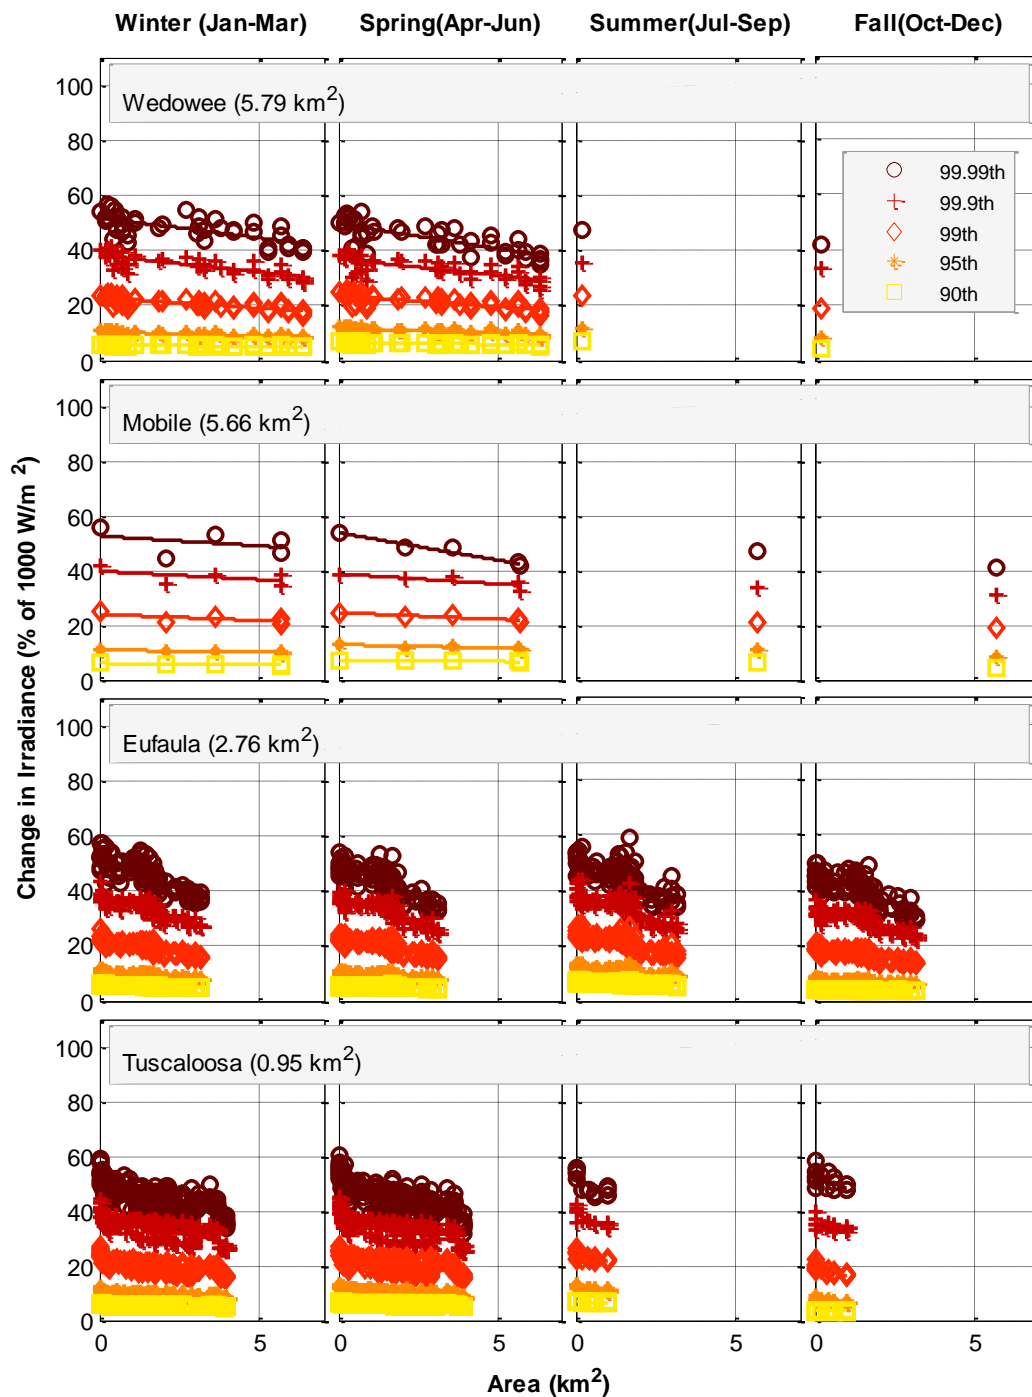 Winter (Jan-Mar) Spring(Apr-Jun) Summer(Jul-Sep) Fall(Oct-Dec)
100
Wedowee (5.79 km2)
80
99.99th
60
99.9th
40
99th
20
95th
90th
0
100
Mobile (5.66 km2)
80
60
40
20
0
100
Eufaula (2.76 km2)
80
60
40
20
0
100
Tuscaloosa (0.95 km2)
80
60
40
20
0
0 5 0 5 0 5 0 5
Area (km2)
Change in Irradiance (% of 1000 W/m 2)